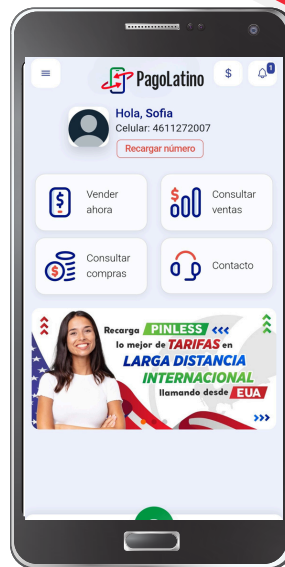 PagoLatino
$
1
Hola, Sofia
Celular: 4611272007
Recargar número
$
Vender
ahora
$
Consultar
ventas
$
Consultar
compras
Contacto
Recarga PINLESS
lo mejor de TARIFAS en
LARGA DISTANCIA
INTERNACIONAL
llamando desde EUA